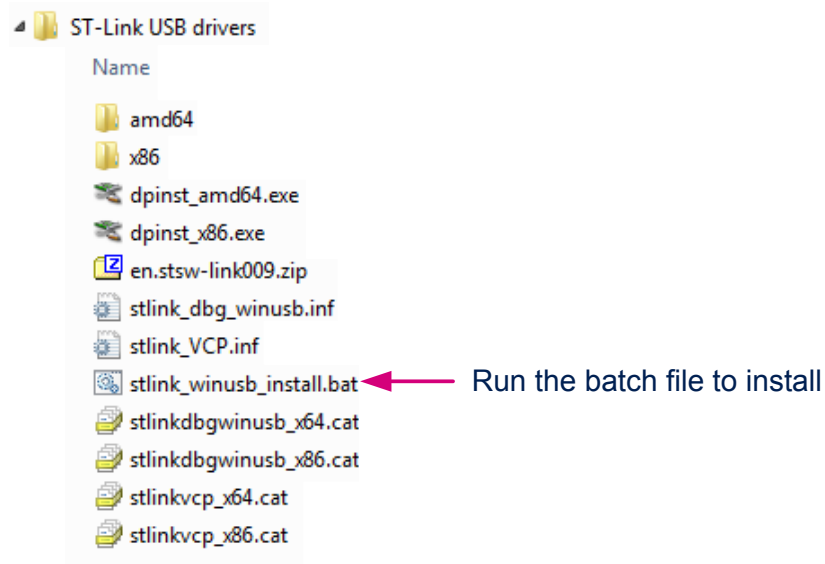 ST-Link USB drivers
Name
amd64
x86
dpinst_amd64.exe
dpinst_x86.exe
en.stsw-link009.zip
stlink_dbg_winusb.inf
stlink_VCP.inf
stlink_winusb_install.bat Run the batch file to install
stlinkdbgwinusb_x64.cat
stlinkdbgwinusb_x86.cat
stlinkvcp_x64.cat
stlinkvcp_x86.cat